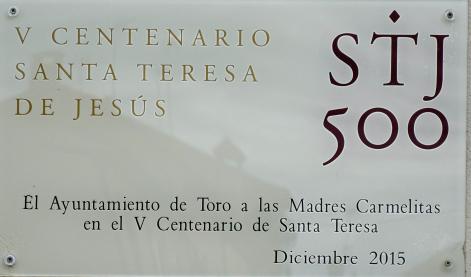 V CENTENARIO
SANTA TERESA
DE JESÚS
STJ
500
El Ayuntamiento de Toro a las Madres Carmelitas
en el V Centenario de Santa Teresa
Diciembre 2015